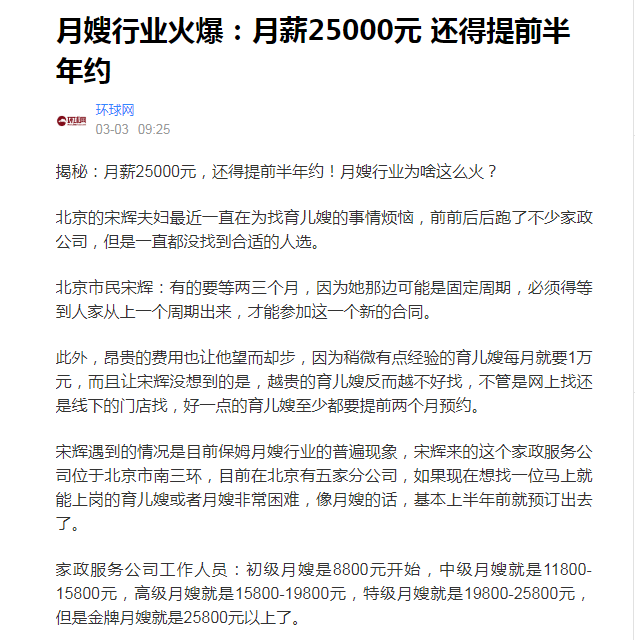 月嫂行业火爆：月薪25000元 还得提前半
年约
环球网
环球网
03-03 09:25
揭秘：月薪25000元，还得提前半年约！月嫂行业为啥这么火？
北京的宋辉夫妇最近一直在为找育儿嫂的事情烦恼，前前后后跑了不少家政
公司，但是一直都没找到合适的人选。
北京市民宋辉：有的要等两三个月，因为她那边可能是固定周期，必须得等
到人家从上一个周期出来，才能参加这一个新的合同。
此外，昂贵的费用也让他望而却步，因为稍微有点经验的育儿嫂每月就要1万
元，而且让宋辉没想到的是，越贵的育儿嫂反而越不好找，不管是网上找还
是线下的门店找，好一点的育儿嫂至少都要提前两个月预约。
宋辉遇到的情况是目前保姆月嫂行业的普遍现象，宋辉来的这个家政服务公
司位于北京市南三环，目前在北京有五家分公司，如果现在想找一位马上就
能上岗的育儿嫂或者月嫂非常困难，像月嫂的话，基本上半年前就预订出去
了。
家政服务公司工作人员：初级月嫂是8800元开始，中级月嫂就是11800-
15800元，高级月嫂就是15800-19800元，特级月嫂就是19800-25800元，
但是金牌月嫂就是25800元以上了。